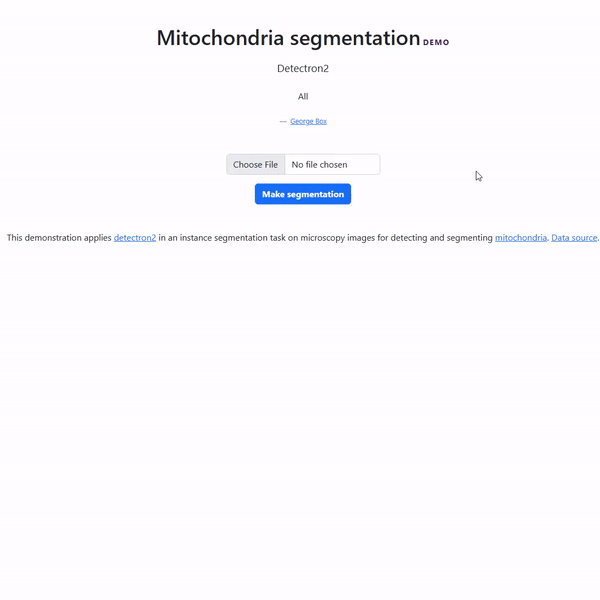 Mitochondria segmentation DEMO
Detectron2
All
— George Box
Choose File No file chosen
Make segmentation
This demonstration applies detectron2 in an instance segmentation task on microscopy images for detecting and segmenting mitochondria. Data source.